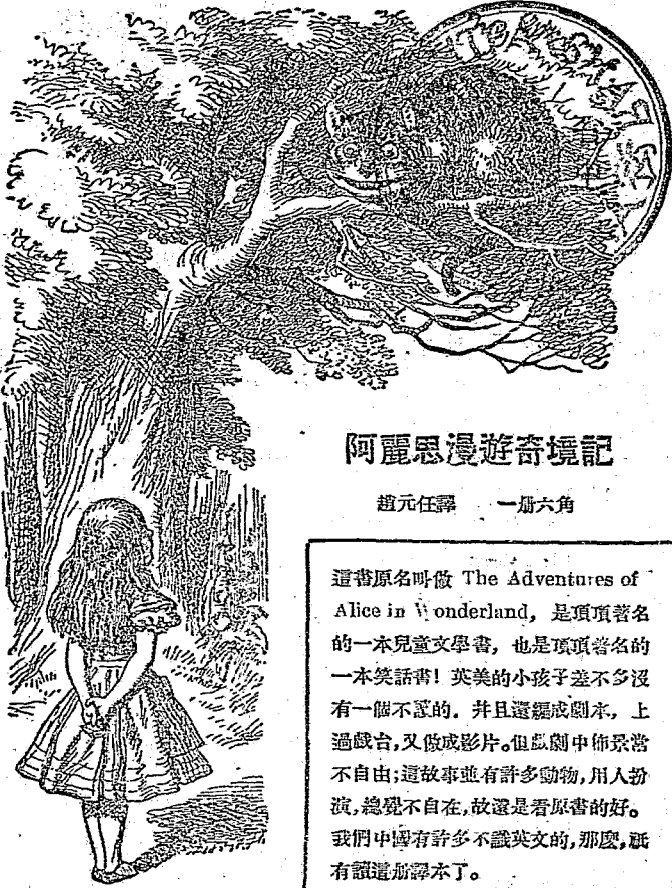 阿麗思漫遊奇境記
趙元任譯 一册六角
這書原名叫做 The Adventures of
Alice in Wonderland, 是頂頂著名
的一本兒童文學書, 也是頂頂著名的
一本笑話書! 英美的小孩子差不多沒
有一個不讀的. 幷且還編成劇本, 上
過戲台, 又做成影片。但戲劇中佈景當
不自由; 這故事並有許多動物, 用人扮
演, 總覺不自在, 故還是看原書的好。
我們中國有許多不識英文的, 那麼, 祇
有讀這册譯本了。